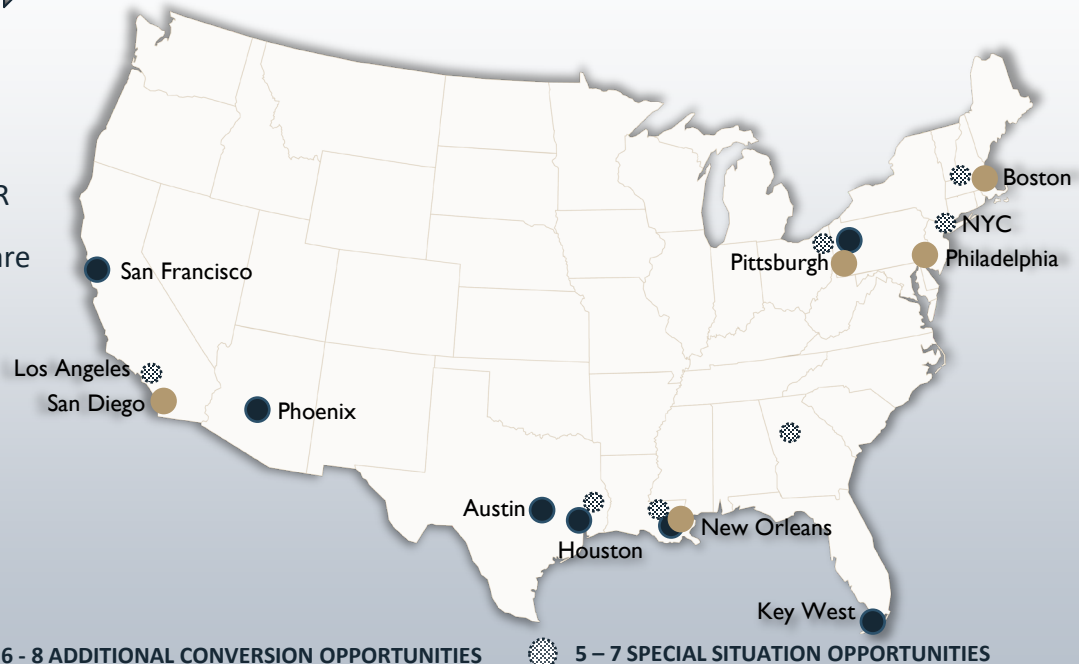 R
Boston
NYC
are
Philadelphia
Pittsburgh
San Francisco
Los Angeles
San Diego
Phoenix
Austin
New Orleans
Houston
Key West
6 - 8 ADDITIONAL CONVERSION OPPORTUNITIES
5 – 7 SPECIAL SITUATION OPPORTUNITIES